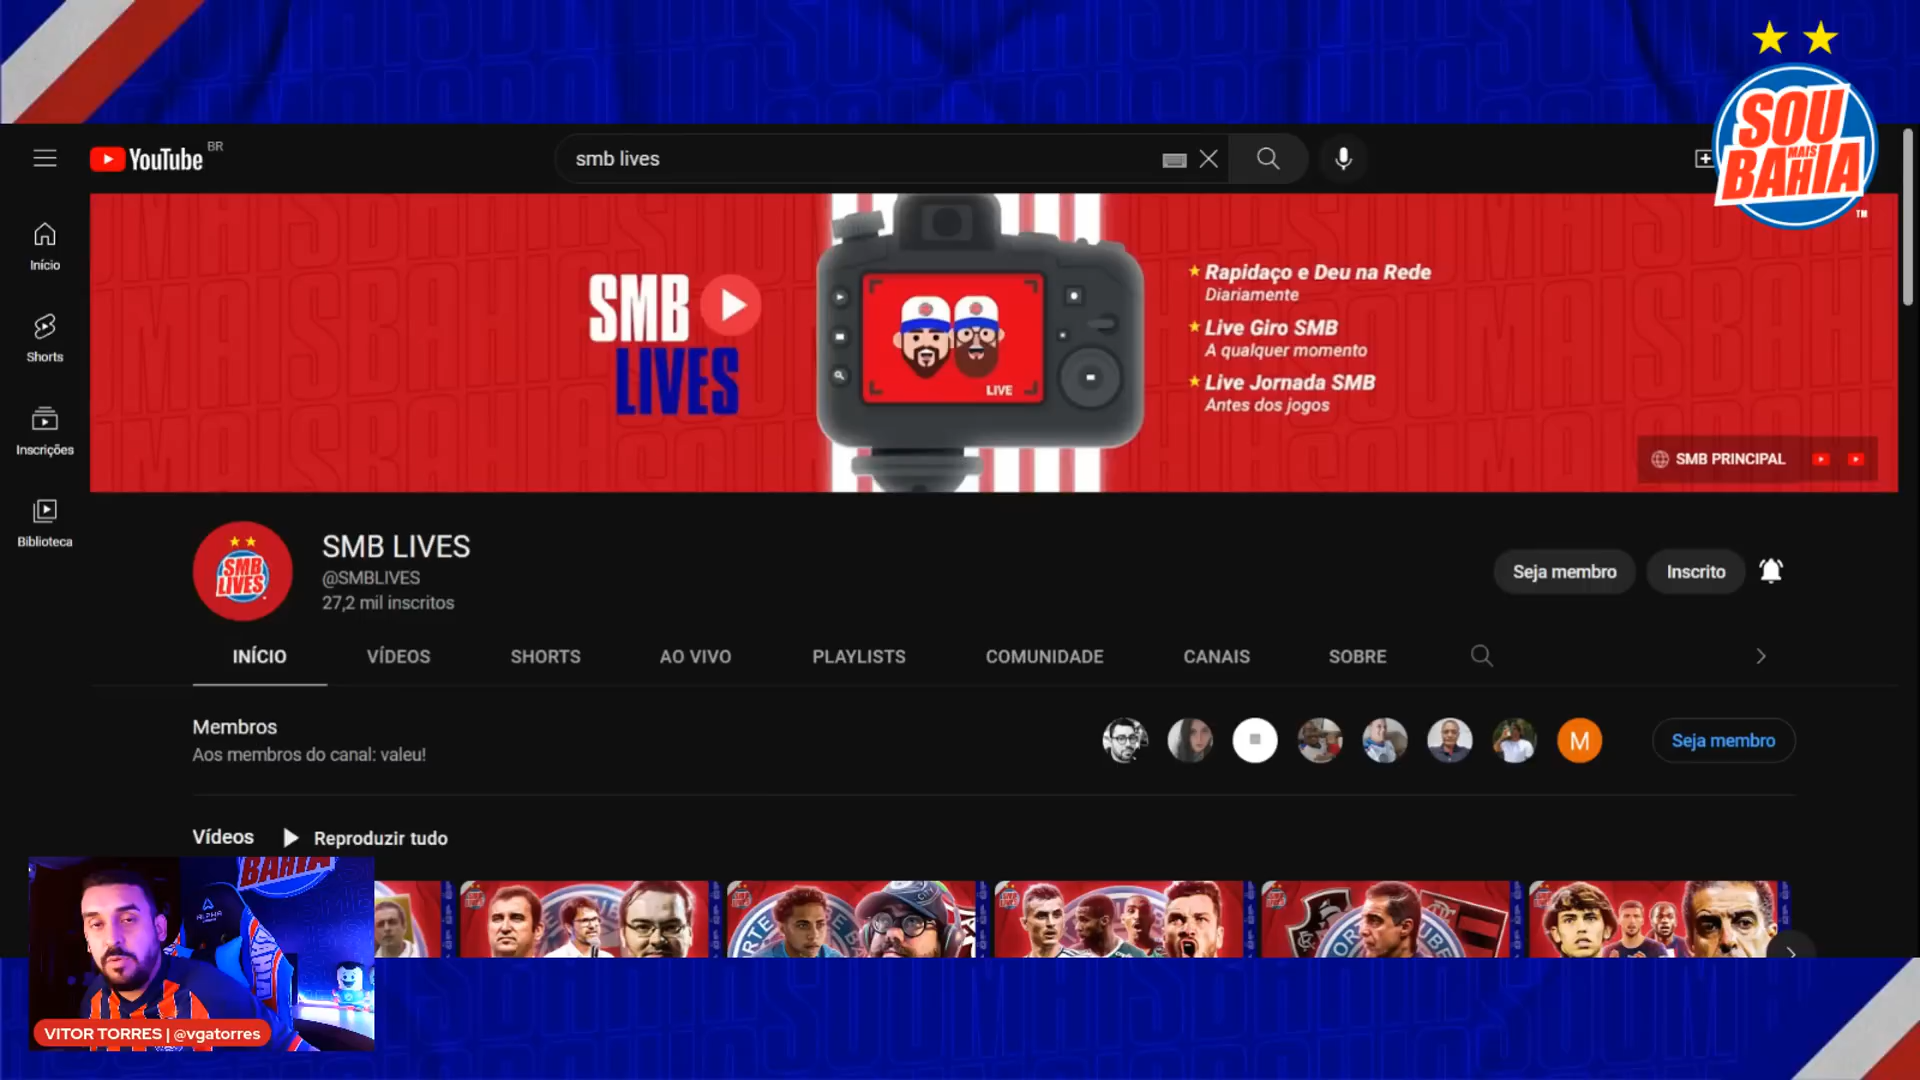 SOU
MAIS
BAHIA
TM
YouTube BR
smb lives
Início
Shorts
Inscrições
Biblioteca
SMB
LIVES
LIVE
Rapidaço e Deu na Rede
Diariamente
Live Giro SMB
A qualquer momento
Live Jornada SMB
Antes dos jogos
SMB PRINCIPAL
SMB
LIVES
SMB LIVES
@SMBLIVES
27,2 mil inscritos
Seja membro
Inscrito
INÍCIO
VÍDEOS
SHORTS
AO VIVO
PLAYLISTS
COMUNIDADE
CANAIS
SOBRE
Membros
Aos membros do canal: valeu!
M
Seja membro
Vídeos
Reproduzir tudo
BAHIA
ALPHA
BAHIA
VITOR TORRES | @vgatorres